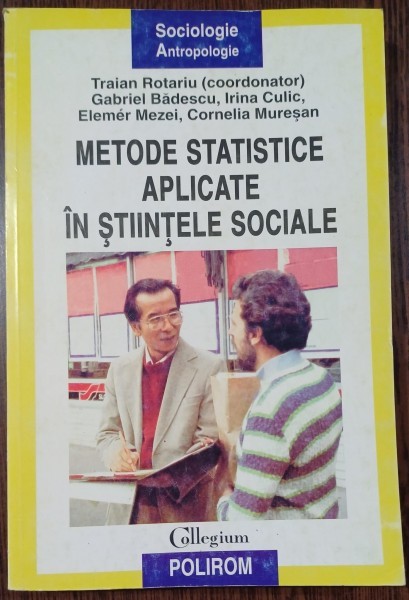 Sociologie
Antropologie
Traian Rotariu (coordonator)
Gabriel Bădescu, Irina Culic,
Elemér Mezei, Cornelia Mureșan
METODE STATISTICE
APLICATE
ÎN ȘTIINȚELE SOCIALE
Collegium
POLIROM